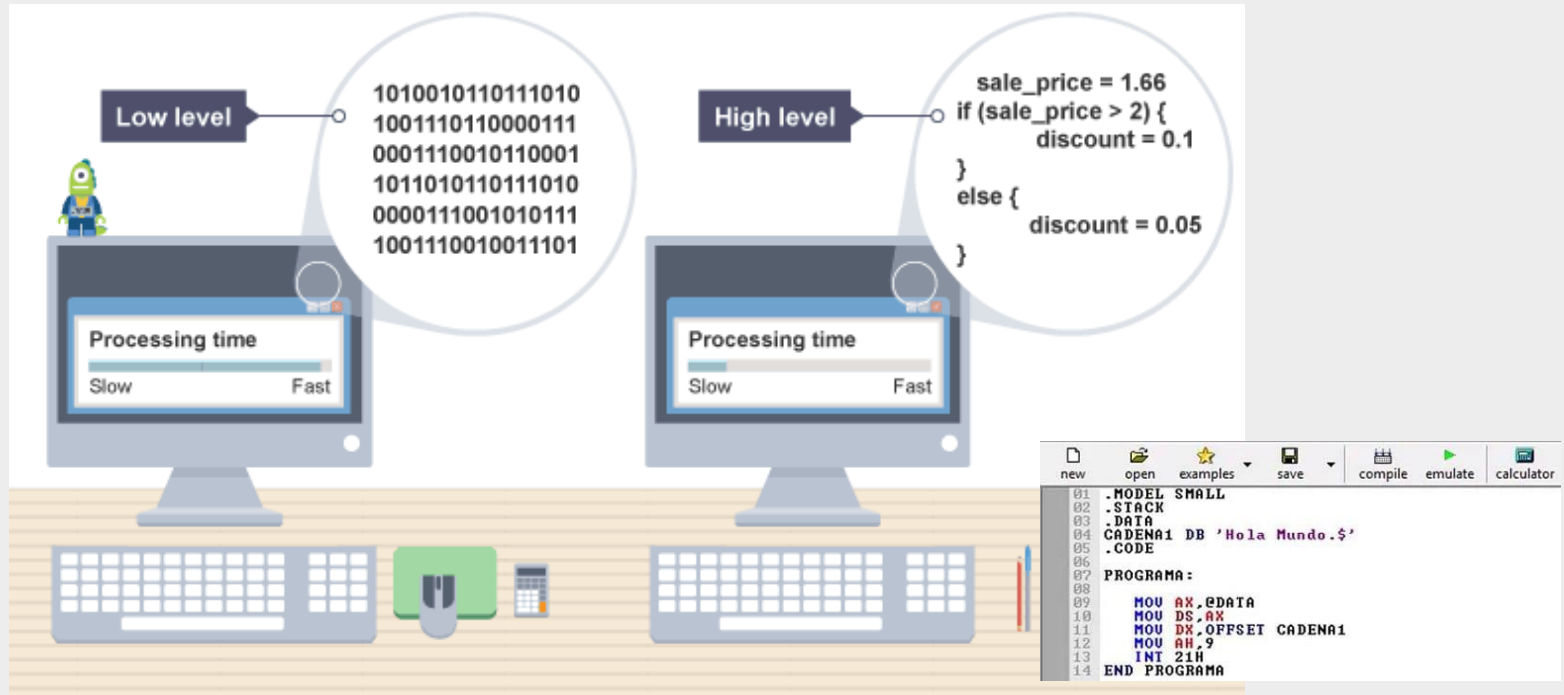 Low level
1010010110111010
1001110110000111
0001110010110001
1011010110111010
0000111001010111
1001110010011101
Processing time
Slow Fast
High level
sale_price = 1.66
if (sale_price > 2) {
discount = 0.1
}
else {
discount = 0.05
}
Processing time
Slow Fast
new open examples save compile emulate calculator
01 .MODEL SMALL
02 .STACK
03 .DATA
04 CADENA1 DB 'Hola Mundo.$'
05 .CODE
06
07 PROGRAMA:
08
09 MOV AX,@DATA
10 MOV DS,AX
11 MOV DX,OFFSET CADENA1
12 MOV AH,9
13 INT 21H
14 END PROGRAMA